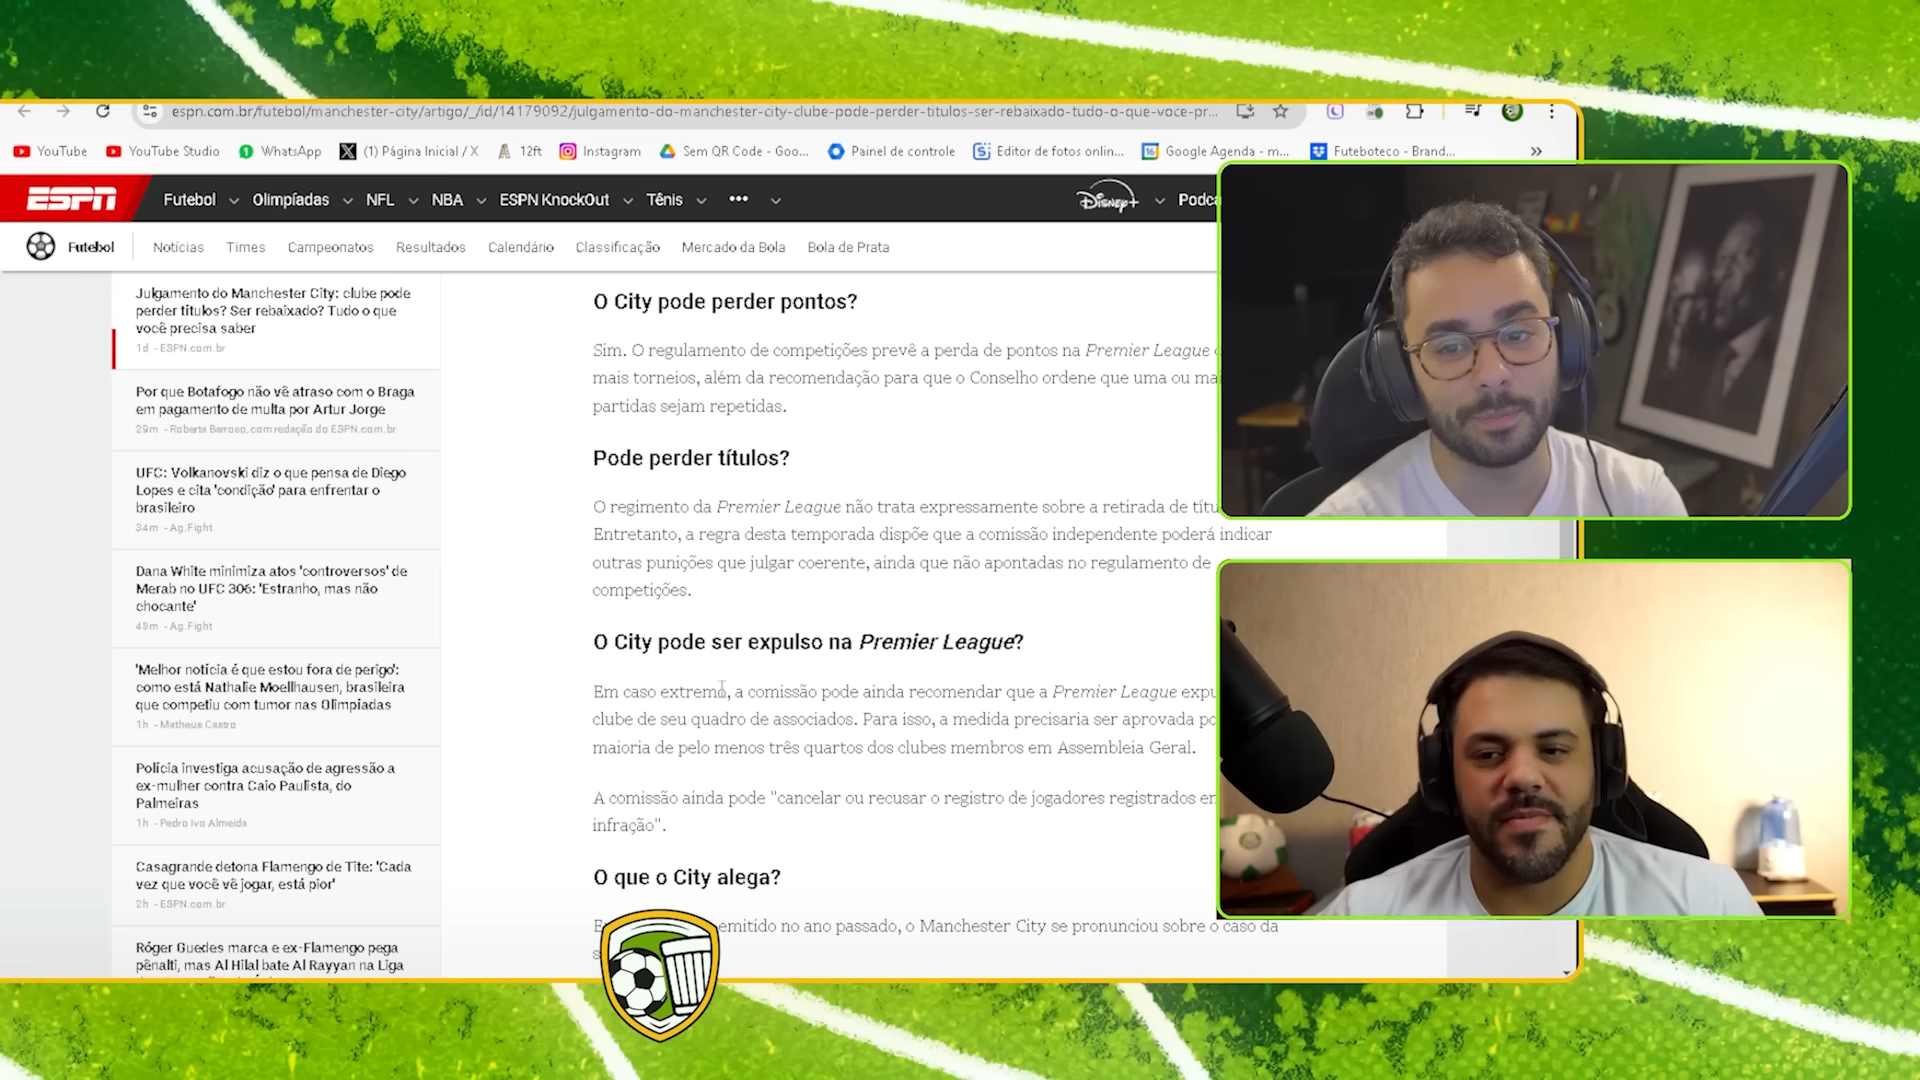 espn.com.br/futebol/manchester-city/artigo/_/id/14179092/julgamento-do-manchester-city-clube-pode-perder-titulos-ser-rebaixado-tudo-o-que-voce-pr...
YouTube
YouTube Studio
WhatsApp
(1) Página Inicial / X
12ft
Instagram
Sem QR Code - Goo...
Painel de controle
Editor de fotos onlin...
Google Agenda - m...
Futeboteco - Brand...
ESPN
Futebol
Olimpíadas
NFL
NBA
ESPN KnockOut
Tênis
Disney+
Futebol
Notícias
Times
Campeonatos
Resultados
Calendário
Classificação
Mercado da Bola
Bola de Prata
Julgamento do Manchester City: clube pode
perder títulos? Ser rebaixado? Tudo o que
você precisa saber
1d - ESPN.com.br
Por que Botafogo não vê atraso com o Braga
em pagamento de multa por Artur Jorge
29m - Roberta Barroso, com redação da ESPN.com.br
UFC: Volkanovski diz o que pensa de Diego
Lopes e cita 'condição' para enfrentar o
brasileiro
34m - Ag.Fight
Dana White minimiza atos 'controversos' de
Merab no UFC 306: 'Estranho, mas não
chocante'
48m - Ag.Fight
'Melhor notícia é que estou fora de perigo':
como está Nathalie Moellhausen, brasileira
que competiu com tumor nas Olimpíadas
1h - Matheus Castro
Polícia investiga acusação de agressão a
ex-mulher contra Caio Paulista, do
Palmeiras
1h - Pedro Ivo Almeida
Casagrande detona Flamengo de Tite: 'Cada
vez que você vê jogar, está pior'
2h - ESPN.com.br
Róger Guedes marca e ex-Flamengo pega
pênalti, mas Al Hilal bate Al Rayyan na Liga
O City pode perder pontos?
Sim. O regulamento de competições prevê a perda de pontos na Premier League
mais torneios, além da recomendação para que o Conselho ordene que uma ou
partidas sejam repetidas.
Pode perder títulos?
O regimento da Premier League não trata expressamente sobre a retirada de
Entretanto, a regra desta temporada dispõe que a comissão independente poderá indicar
outras punições que julgar coerente, ainda que não apontadas no regulamento de
competições.
O City pode ser expulso na Premier League?
Em caso extremo, a comissão pode ainda recomendar que a Premier League
clube de seu quadro de associados. Para isso, a medida precisaria ser aprovada
maioria de pelo menos três quartos dos clubes membros em Assembleia Geral.
A comissão ainda pode "cancelar ou recusar o registro de jogadores registrados
infração".
O que o City alega?
emitido no ano passado, o Manchester City se pronunciou sobre o caso da